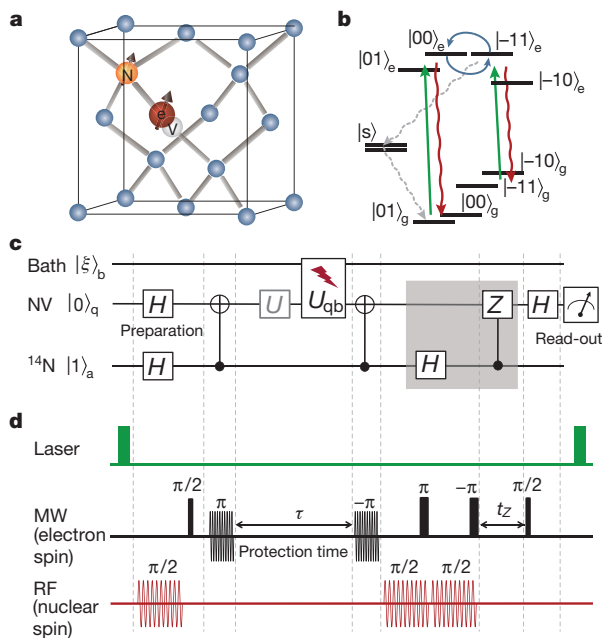 a
N
e
V
b
|00⟩e
|−11⟩e
|01⟩e
|−10⟩e
|s⟩
|−10⟩g
|−11⟩g
|00⟩g
|01⟩g
c
Bath |ξ⟩b
NV |0⟩q
H
U
Uqb
Z
H
Preparation
Read-out
¹⁴N |1⟩a
H
H
d
Laser
MW
(electron
spin)
π/2
π
τ
−π
π
−π
tZ
π/2
Protection time
RF
(nuclear
spin)
π/2
π/2
π/2